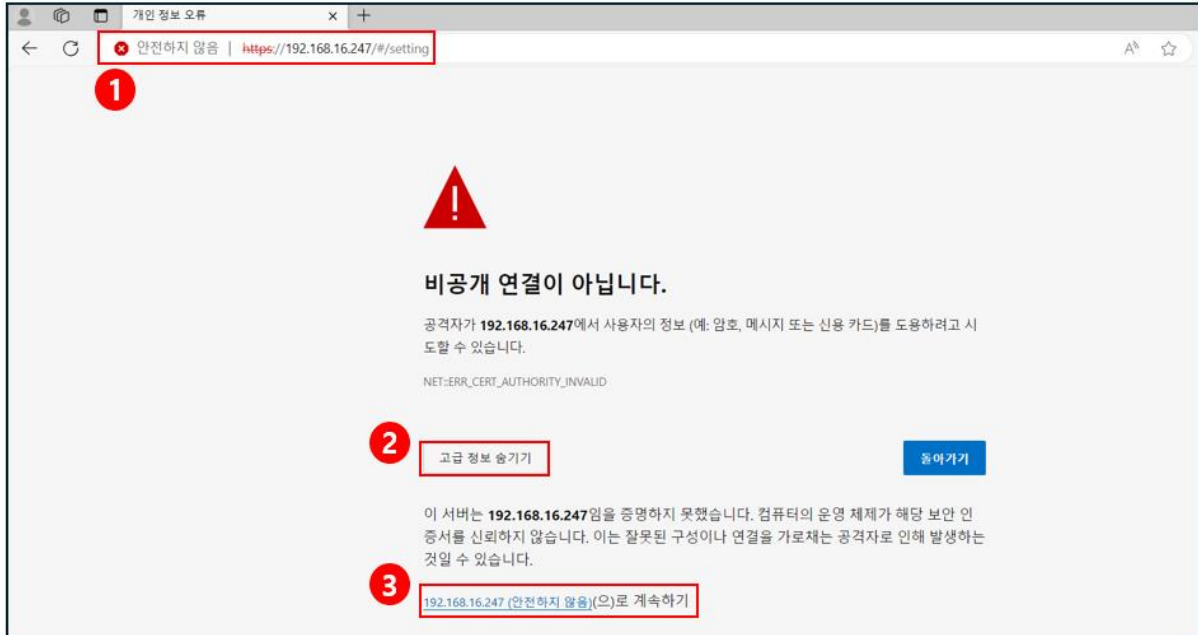 개인 정보 오류
안전하지 않음 | https://192.168.16.247/#/setting
1
비공개 연결이 아닙니다.
공격자가 192.168.16.247에서 사용자의 정보 (예: 암호, 메시지 또는 신용 카드)를 도용하려고 시
도할 수 있습니다.
NET::ERR_CERT_AUTHORITY_INVALID
2
고급 정보 숨기기
돌아가기
이 서버는 192.168.16.247임을 증명하지 못했습니다. 컴퓨터의 운영 체제가 해당 보안 인
증서를 신뢰하지 않습니다. 이는 잘못된 구성이나 연결을 가로채는 공격자로 인해 발생하는
것일 수 있습니다.
3
192.168.16.247 (안전하지 않음)(으)로 계속하기